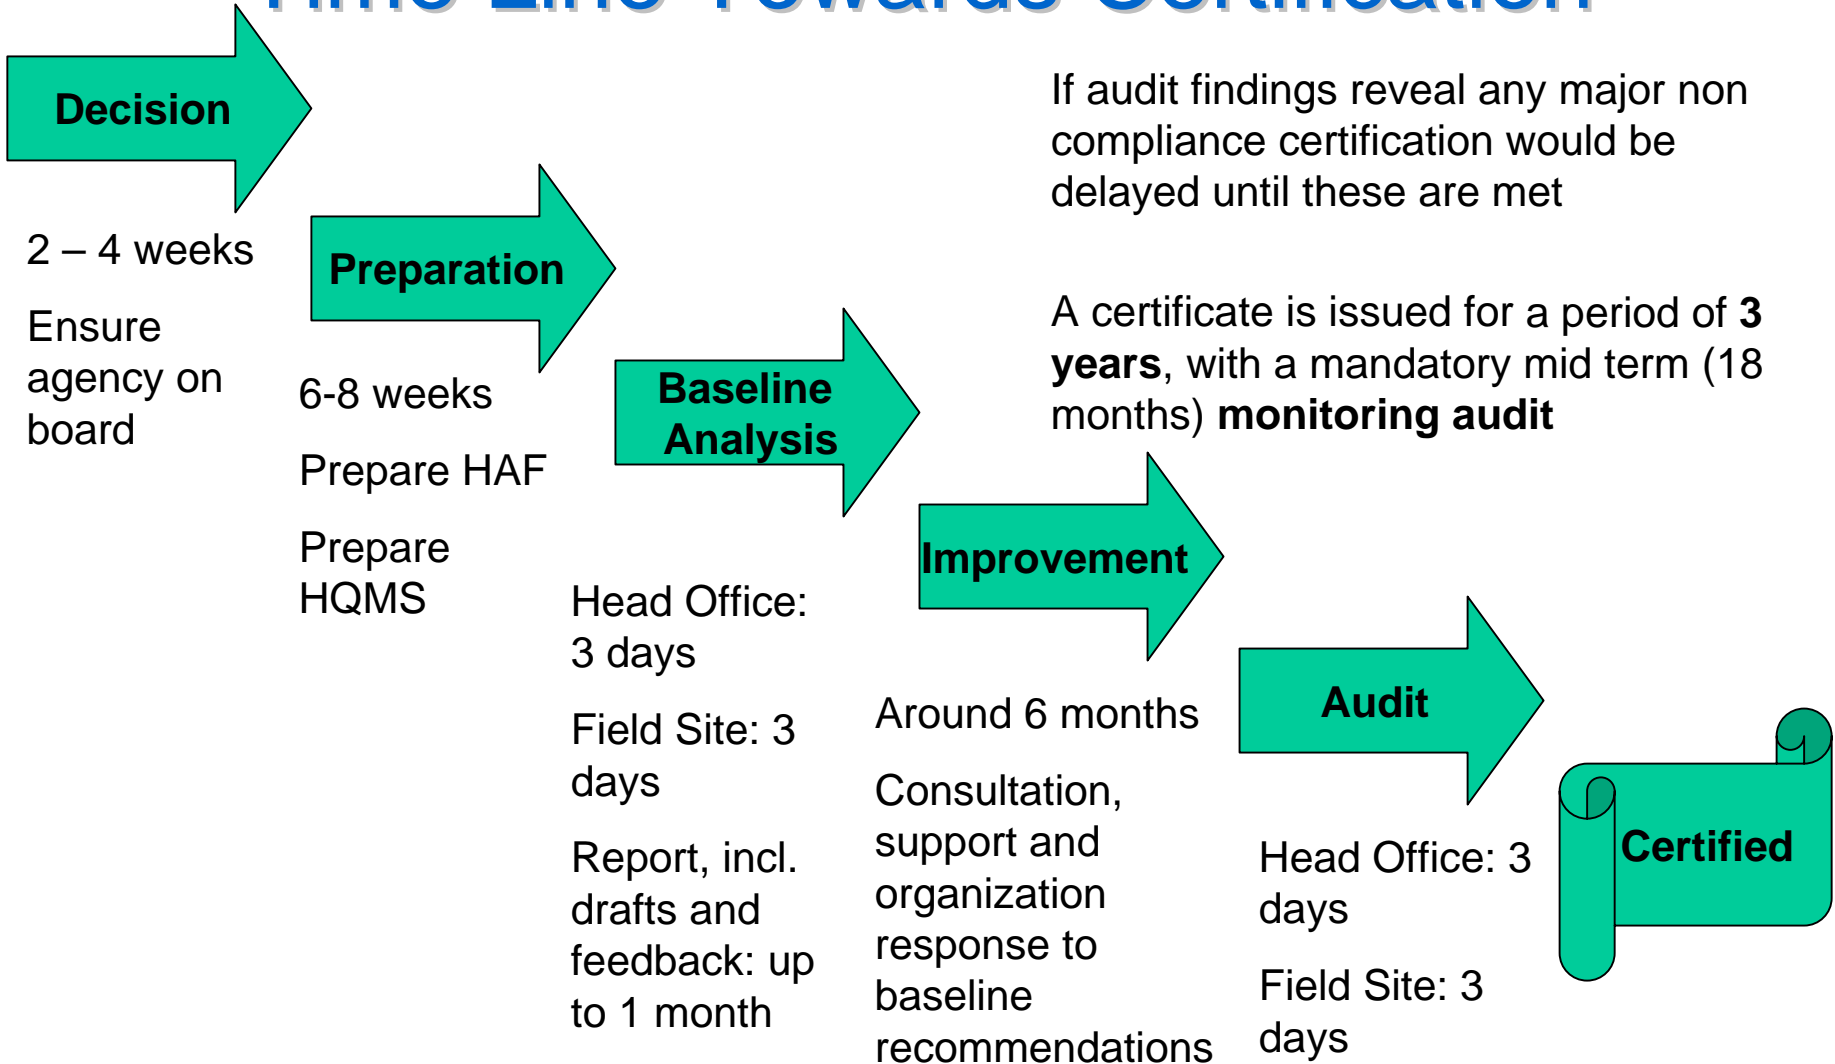 Time Line Towards Certification
Decision
2 – 4 weeks
Ensure
agency on
board
Preparation
6-8 weeks
Prepare HAF
Prepare
HQMS
Baseline
Analysis
Head Office:
3 days
Field Site: 3
days
Report, incl.
drafts and
feedback: up
to 1 month
Improvement
Around 6 months
Consultation,
support and
organization
response to
baseline
recommendations
Audit
Head Office: 3
days
Field Site: 3
days
Certified
If audit findings reveal any major non
compliance certification would be
delayed until these are met
A certificate is issued for a period of 3
years, with a mandatory mid term (18
months) monitoring audit